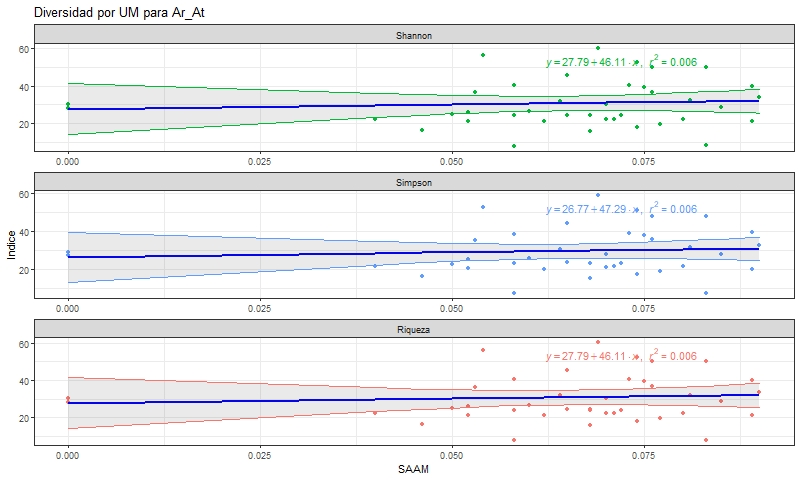 Diversidad por UM para Ar_At
Shannon
y = 27.79 + 46.11 · x, r² = 0.006
60
40
20
0.000 0.025 0.050 0.075
Simpson
y = 26.77 + 47.29 · x, r² = 0.006
60
40
20
0.000 0.025 0.050 0.075
Indice
Riqueza
y = 27.79 + 46.11 · x, r² = 0.006
60
40
20
0.000 0.025 0.050 0.075
SAAM